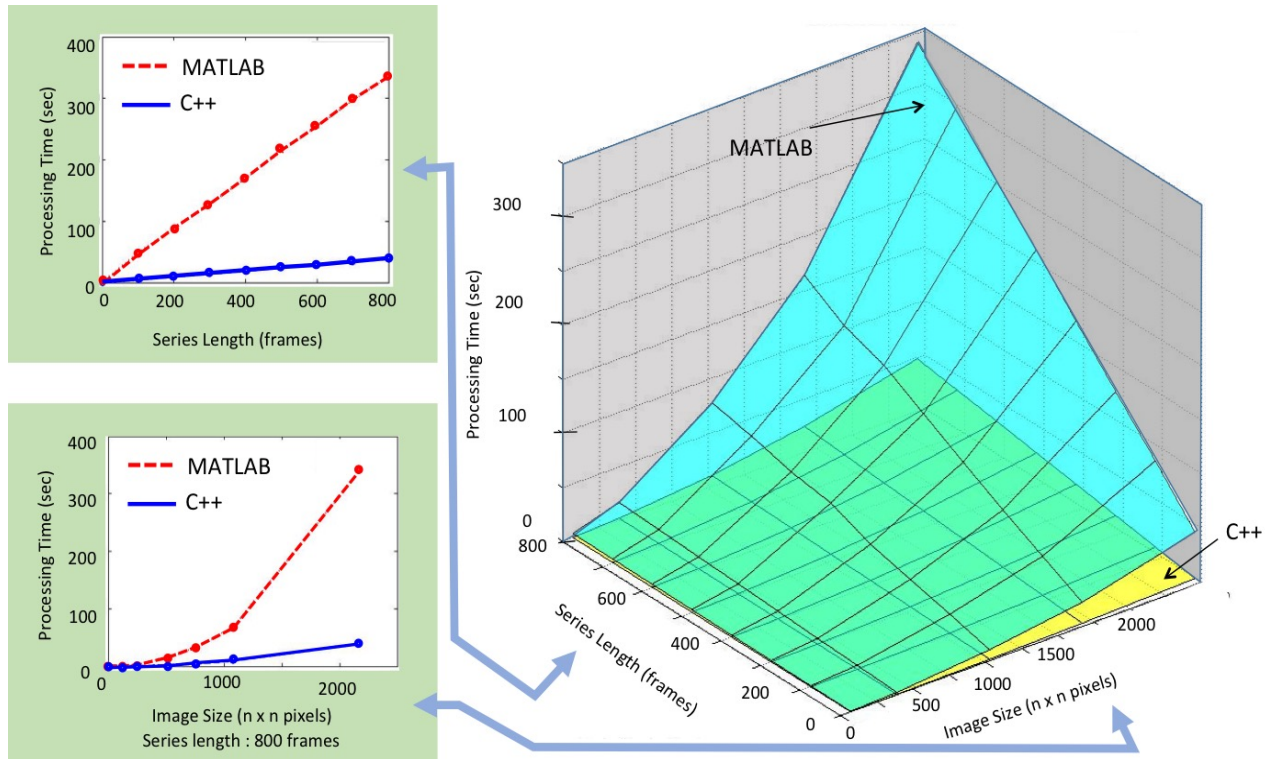 400
300
200
100
0
Processing Time (sec)
MATLAB
C++
0 200 400 600 800
Series Length (frames)
400
300
200
100
0
Processing Time (sec)
MATLAB
C++
0 1000 2000
Image Size (n x n pixels)
Series length : 800 frames
MATLAB
300
200
100
0
Processing Time (sec)
800
600
400
200
0
Series Length (frames)
0
500
1000
1500
2000
Image Size (n x n pixels)
C++